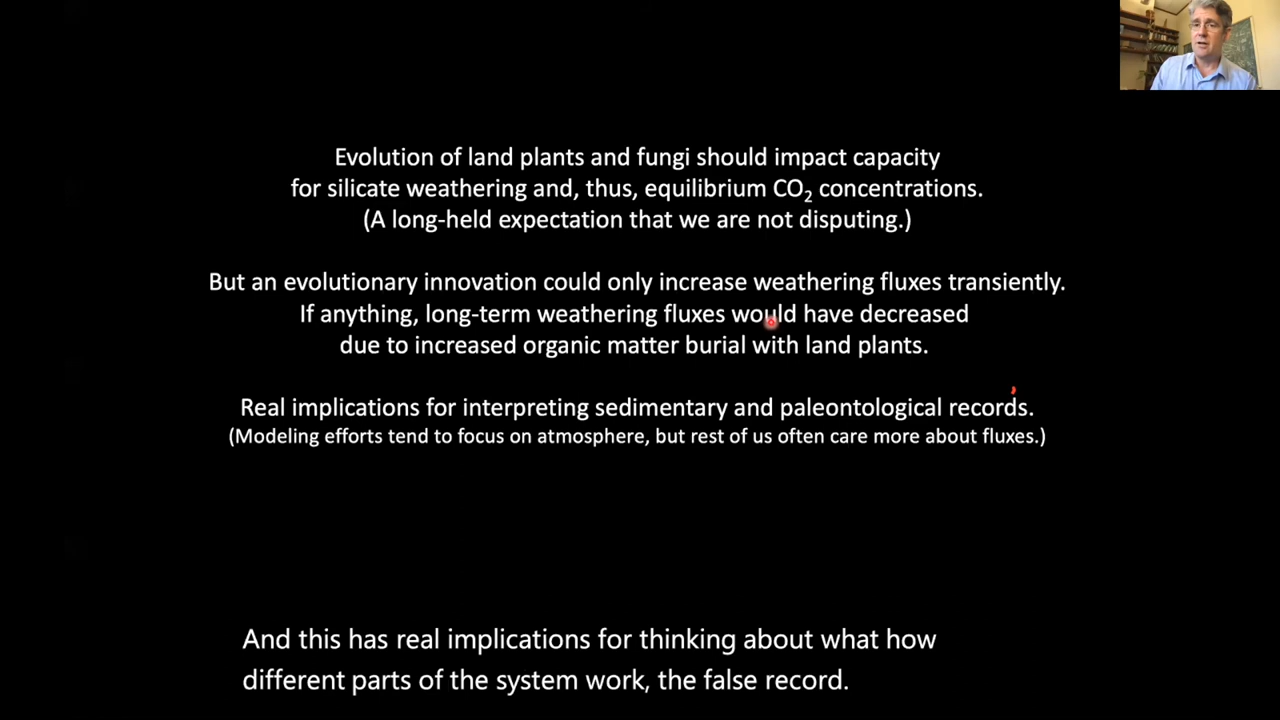 Evolution of land plants and fungi should impact capacity
for silicate weathering and, thus, equilibrium CO₂ concentrations.
(A long-held expectation that we are not disputing.)
But an evolutionary innovation could only increase weathering fluxes transiently.
If anything, long-term weathering fluxes would have decreased
due to increased organic matter burial with land plants.
Real implications for interpreting sedimentary and paleontological records.
(Modeling efforts tend to focus on atmosphere, but rest of us often care more about fluxes.)
And this has real implications for thinking about what how
different parts of the system work, the false record.